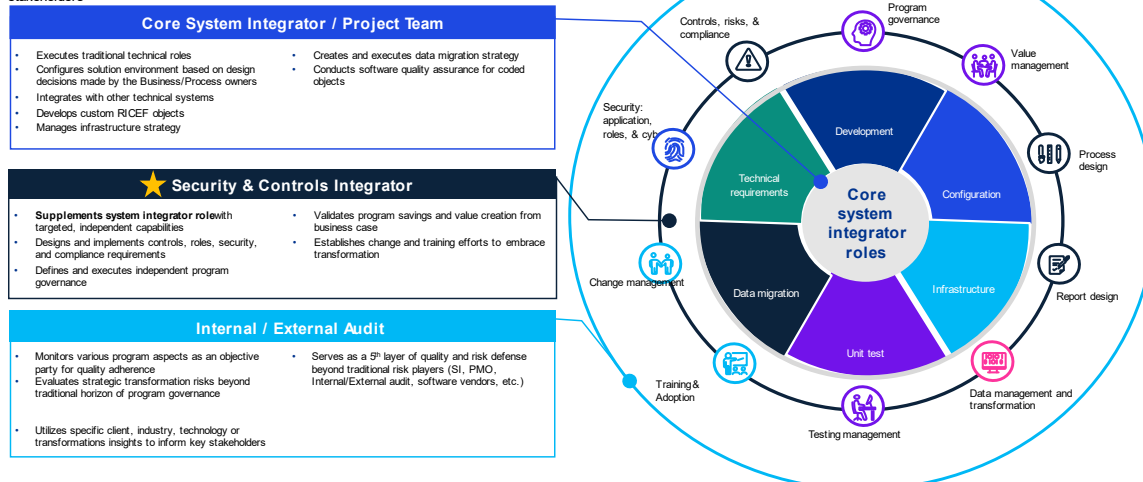 stakeholders
Core System Integrator / Project Team
• Executes traditional technical roles
• Configures solution environment based on design
decisions made by the Business/Process owners
• Integrates with other technical systems
• Develops custom RICEF objects
• Manages infrastructure strategy
• Creates and executes data migration strategy
• Conducts software quality assurance for coded
objects
Security & Controls Integrator
• Supplements system integrator rolewith
targeted, independent capabilities
• Designs and implements controls, roles, security,
and compliance requirements
• Defines and executes independent program
governance
• Validates program savings and value creation from
business case
• Establishes change and training efforts to embrace
transformation
Internal / External Audit
• Monitors various program aspects as an objective
party for quality adherence
• Evaluates strategic transformation risks beyond
traditional horizon of program governance
• Utilizes specific client, industry, technology or
transformations insights to inform key stakeholders
• Serves as a 5th layer of quality and risk defense
beyond traditional risk players (SI, PMO,
Internal/External audit, software vendors, etc.)
Program
governance
Controls, risks, &
compliance
Value
management
Security:
application,
roles, & cyb
Process
design
Change management
Report design
Training &
Adoption
Data management and
transformation
Testing management
Development
Technical
requirements
Configuration
Core
system
integrator
roles
Data migration
Infrastructure
Unit test